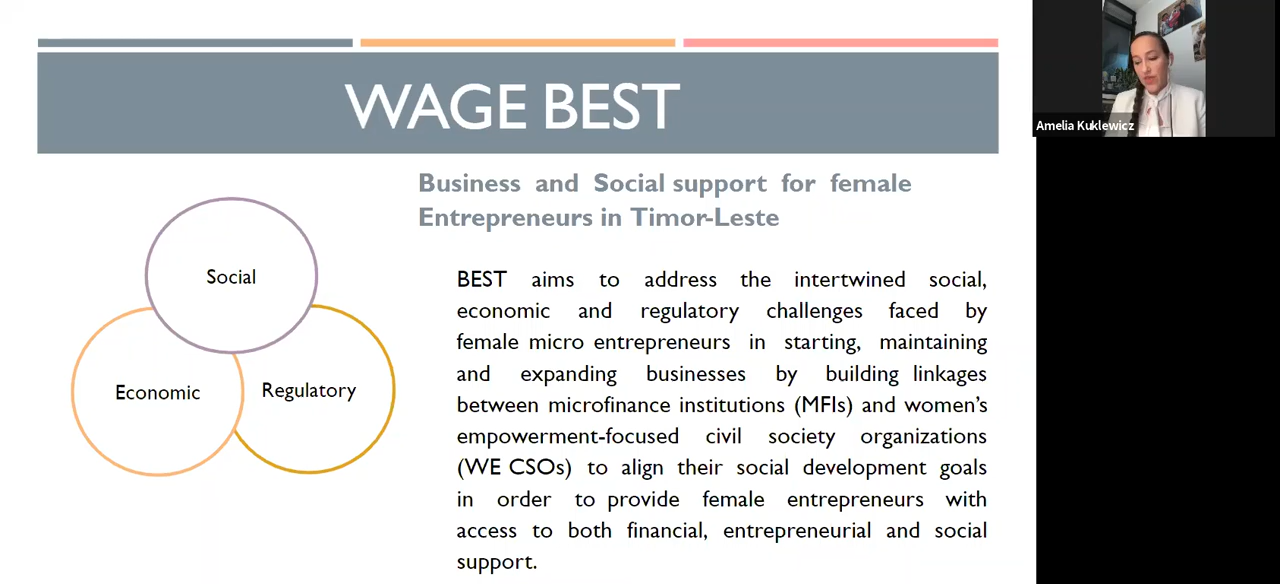 WAGE BEST
Amelia Kuklewicz
Business and Social support for female
Entrepreneurs in Timor-Leste
Social
Economic
Regulatory
BEST aims to address the intertwined social,
economic and regulatory challenges faced by
female micro entrepreneurs in starting, maintaining
and expanding businesses by building linkages
between microfinance institutions (MFIs) and women’s
empowerment-focused civil society organizations
(WE CSOs) to align their social development goals
in order to provide female entrepreneurs with
access to both financial, entrepreneurial and social
support.